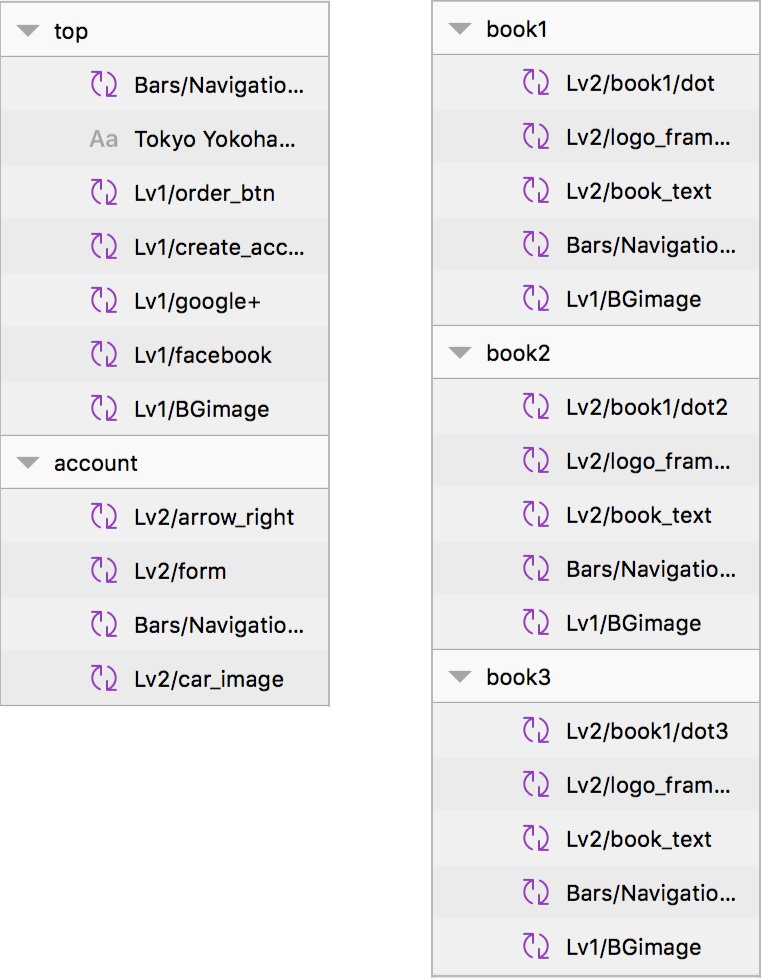 top
Bars/Navigatio...
Aa Tokyo Yokoha...
Lv1/order_btn
Lv1/create_acc...
Lv1/google+
Lv1/facebook
Lv1/BGimage
account
Lv2/arrow_right
Lv2/form
Bars/Navigatio...
Lv2/car_image
book1
Lv2/book1/dot
Lv2/logo_fram...
Lv2/book_text
Bars/Navigatio...
Lv1/BGimage
book2
Lv2/book1/dot2
Lv2/logo_fram...
Lv2/book_text
Bars/Navigatio...
Lv1/BGimage
book3
Lv2/book1/dot3
Lv2/logo_fram...
Lv2/book_text
Bars/Navigatio...
Lv1/BGimage